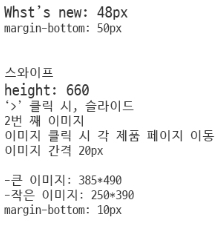 Whst's new: 48px
margin-bottom: 50px
스와이프
height: 660
‘>’ 클릭 시, 슬라이드
2번 째 이미지
이미지 클릭 시 각 제품 페이지 이동
이미지 간격 20px
-큰 이미지: 385*490
-작은 이미지: 250*390
margin-bottom: 10px